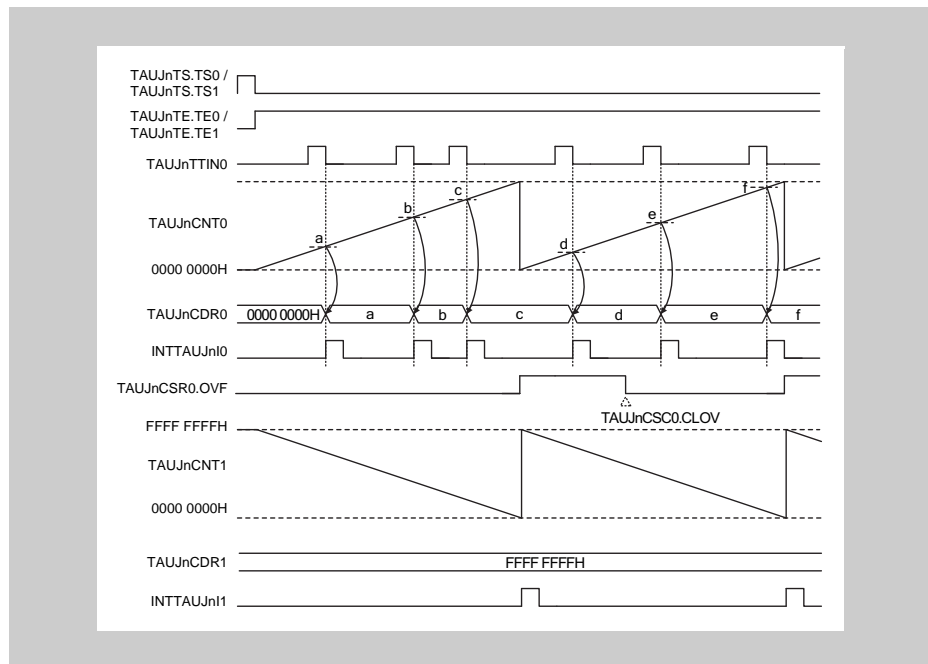 TAUJnTS.TS0 /
TAUJnTS.TS1
TAUJnTE.TE0 /
TAUJnTE.TE1
TAUJnTTIN0
TAUJnCNT0
0000 0000H
a
b
c
d
e
f
TAUJnCDR0
0000 0000H
a
b
c
d
e
f
INTTAUJnI0
TAUJnCSR0.OVF
TAUJnCSC0.CLOV
FFFF FFFFH
TAUJnCNT1
0000 0000H
TAUJnCDR1
FFFF FFFFH
INTTAUJnI1